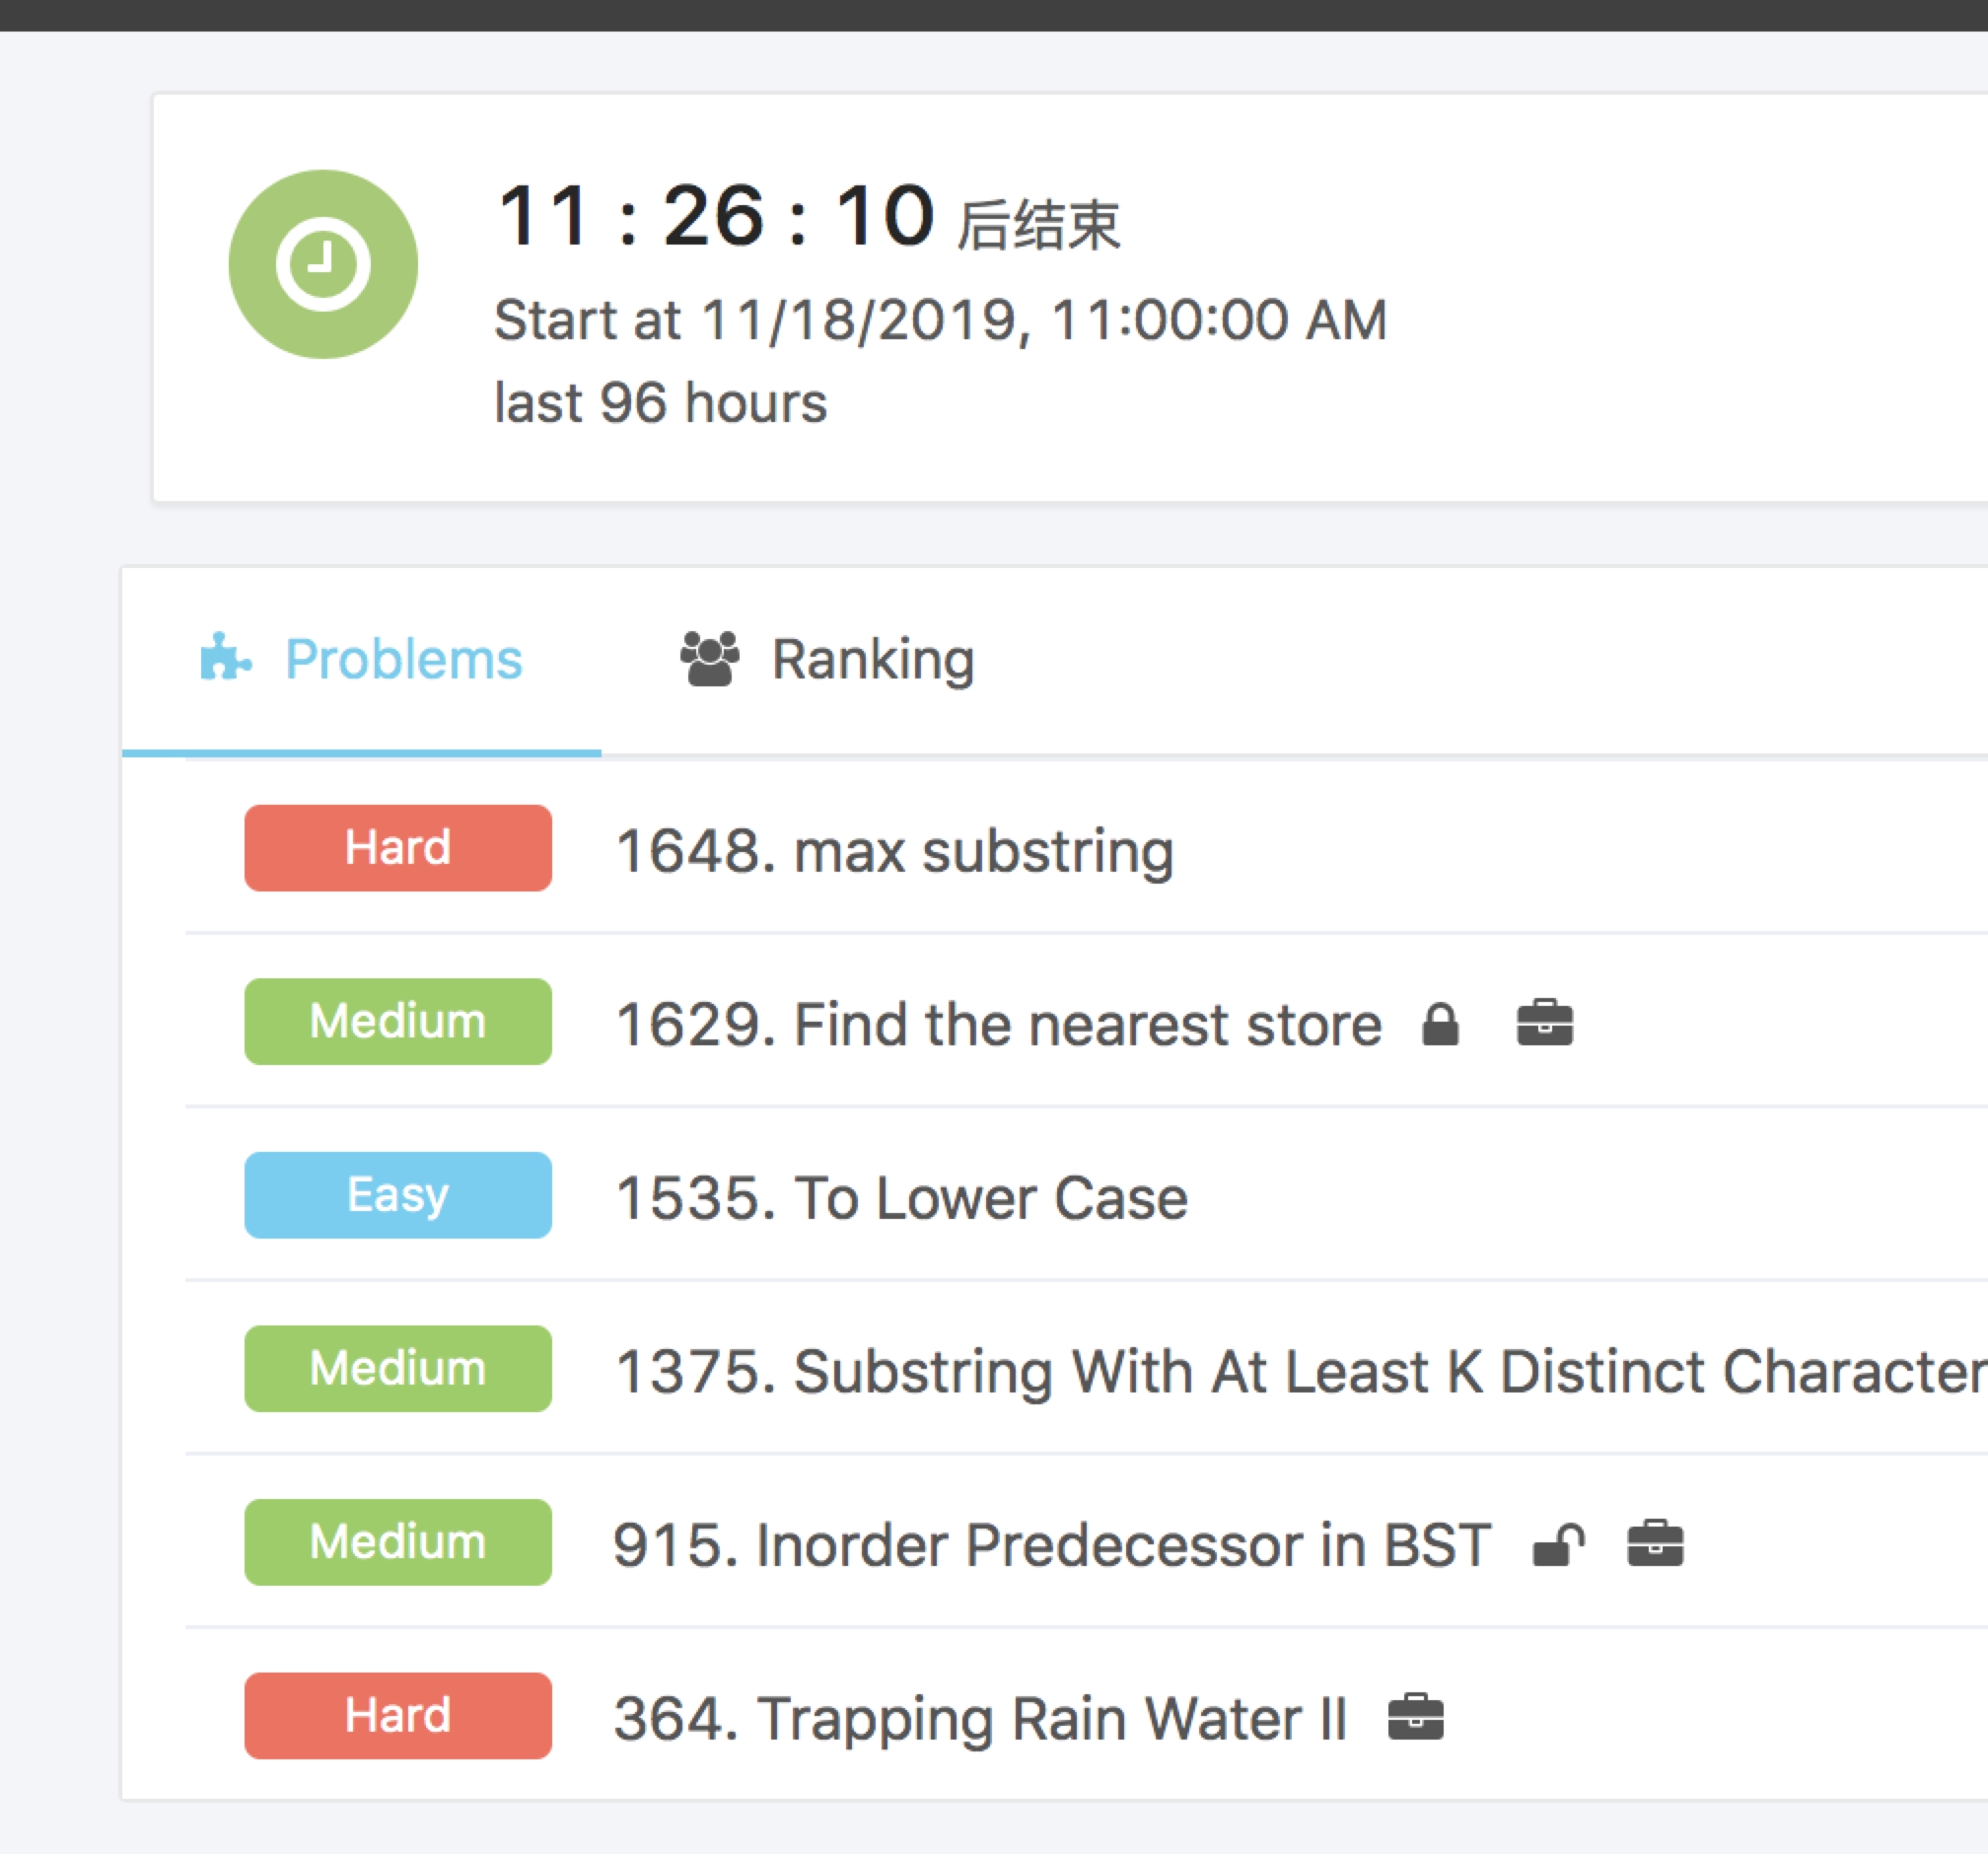 11 : 26 : 10 后结束
Start at 11/18/2019, 11:00:00 AM
last 96 hours
Problems Ranking
Hard 1648. max substring
Medium 1629. Find the nearest store
Easy 1535. To Lower Case
Medium 1375. Substring With At Least K Distinct Character
Medium 915. Inorder Predecessor in BST
Hard 364. Trapping Rain Water II